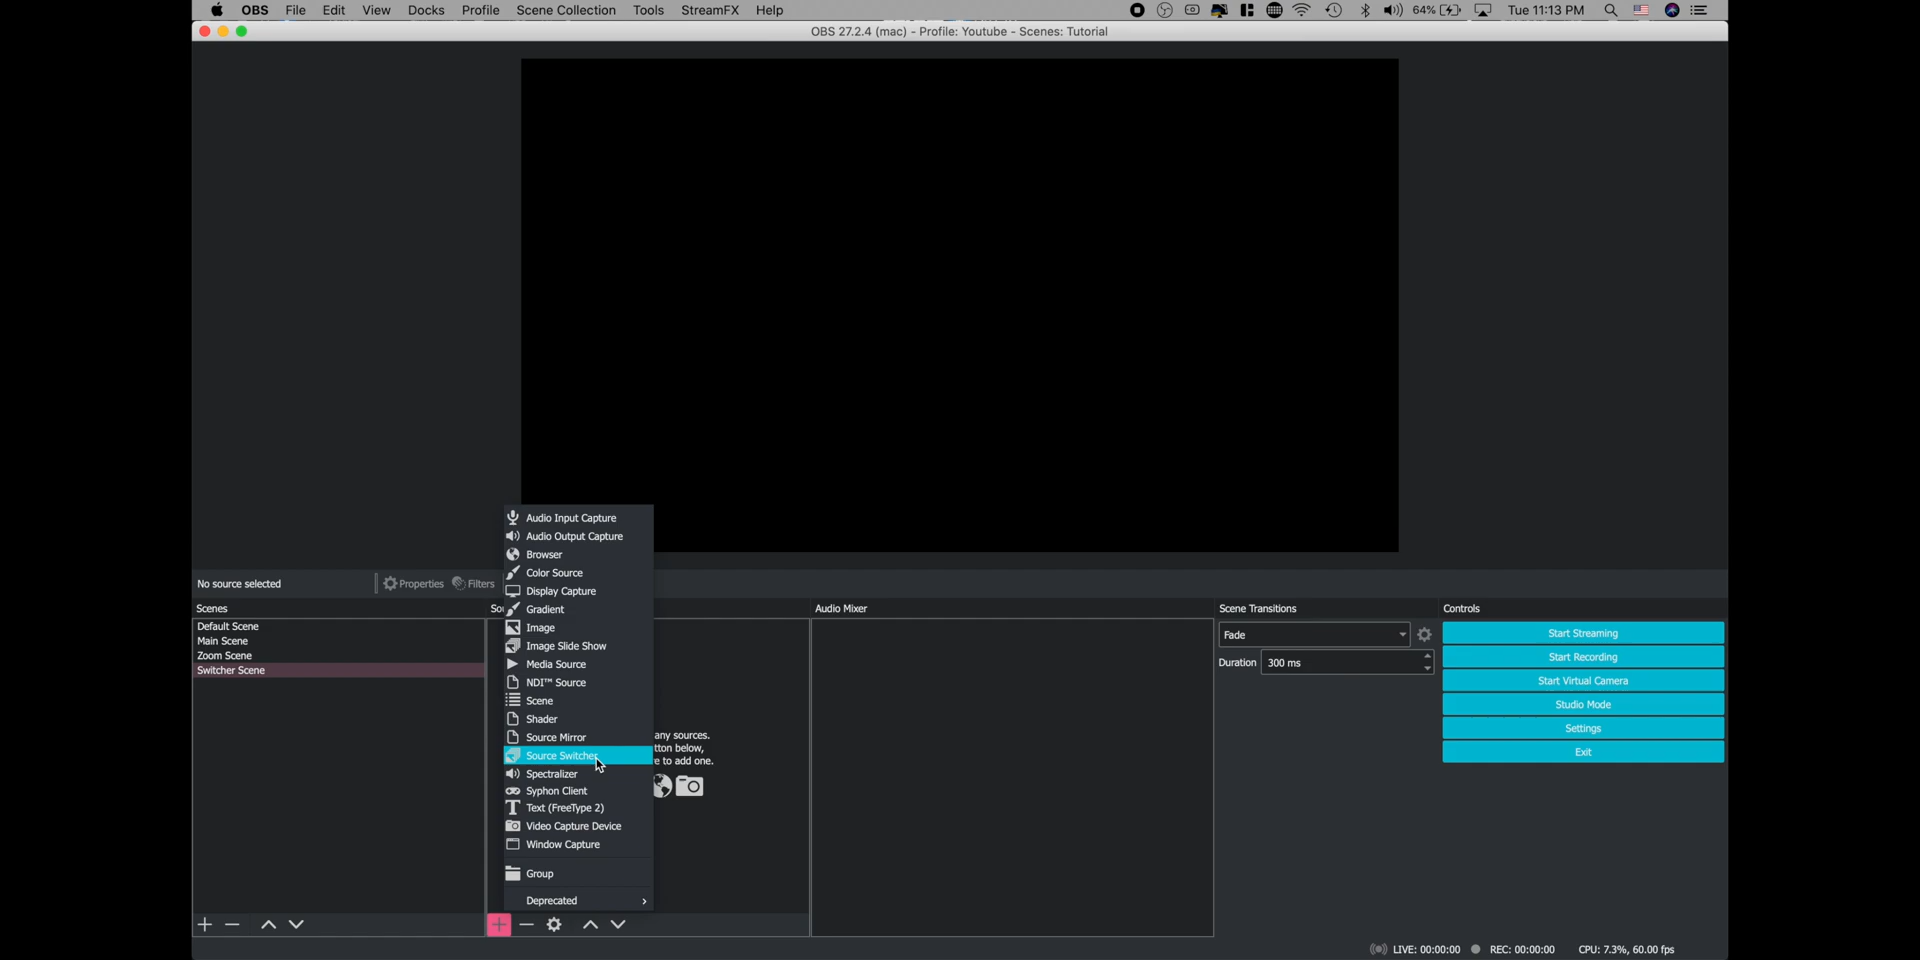 OBS File Edit View Docks Profile Scene Collection Tools StreamFX Help 64% Tue 11:13 PM
OBS 27.2.4 (mac) - Profile: Youtube - Scenes: Tutorial
Audio Input Capture
Audio Output Capture
Browser
Color Source
Display Capture
Gradient
Image
Image Slide Show
Media Source
NDI™ Source
Scene
Shader
Source Mirror
Source Switcher
Spectralizer
Syphon Client
Text (FreeType 2)
Video Capture Device
Window Capture
Group
Deprecated
No source selected Properties Filters
Scenes
Default Scene
Main Scene
Zoom Scene
Switcher Scene
Sou
any sources.
tton below,
e to add one.
Audio Mixer
Scene Transitions
Fade
Duration 300 ms
Controls
Start Streaming
Start Recording
Start Virtual Camera
Studio Mode
Settings
Exit
LIVE: 00:00:00 REC: 00:00:00 CPU: 7.3%, 60.00 fps